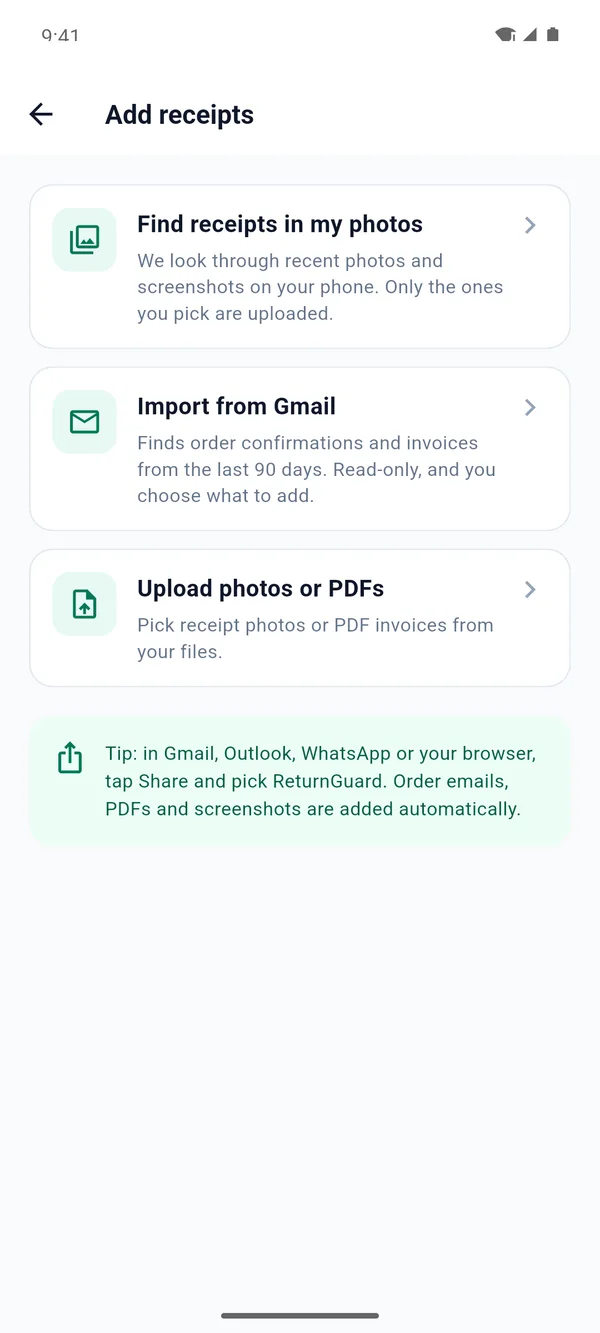 9:41
Add receipts
Find receipts in my photos
We look through recent photos and
screenshots on your phone. Only the ones
you pick are uploaded.
Import from Gmail
Finds order confirmations and invoices
from the last 90 days. Read-only, and you
choose what to add.
Upload photos or PDFs
Pick receipt photos or PDF invoices from
your files.
Tip: in Gmail, Outlook, WhatsApp or your browser,
tap Share and pick ReturnGuard. Order emails,
PDFs and screenshots are added automatically.